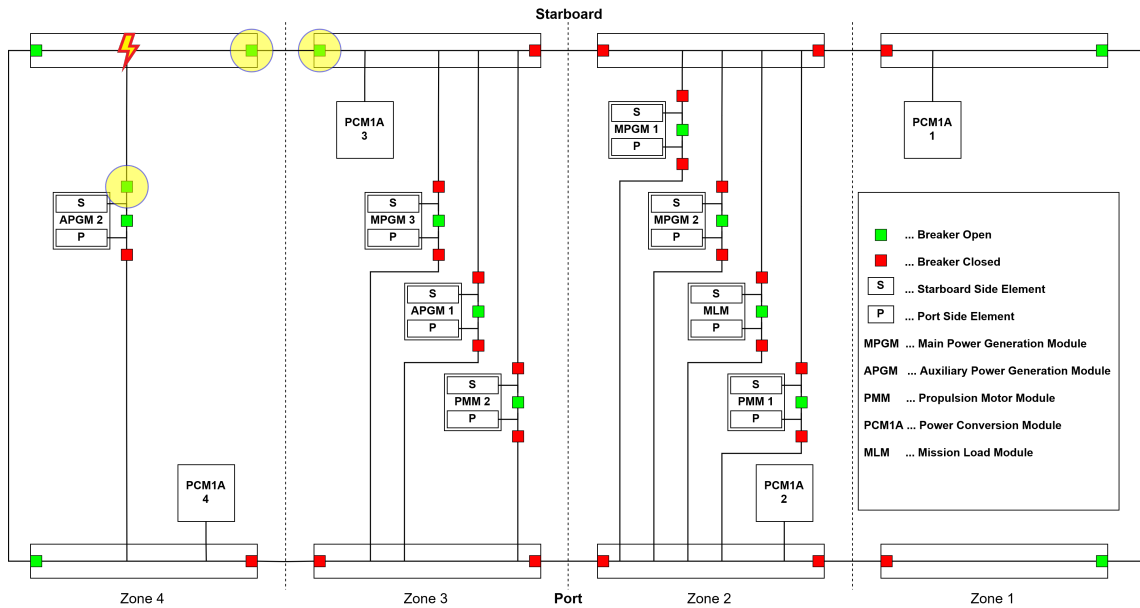 Starboard
PCM1A
3
S
MPGM 1
P
PCM1A
1
S
APGM 2
P
S
MPGM 3
P
S
MPGM 2
P
S
APGM 1
P
S
MLM
P
S
PMM 2
P
S
PMM 1
P
PCM1A
4
PCM1A
2
... Breaker Open
... Breaker Closed
S ... Starboard Side Element
P ... Port Side Element
MPGM ... Main Power Generation Module
APGM ... Auxiliary Power Generation Module
PMM ... Propulsion Motor Module
PCM1A ... Power Conversion Module
MLM ... Mission Load Module
Zone 4 Zone 3 Port Zone 2 Zone 1